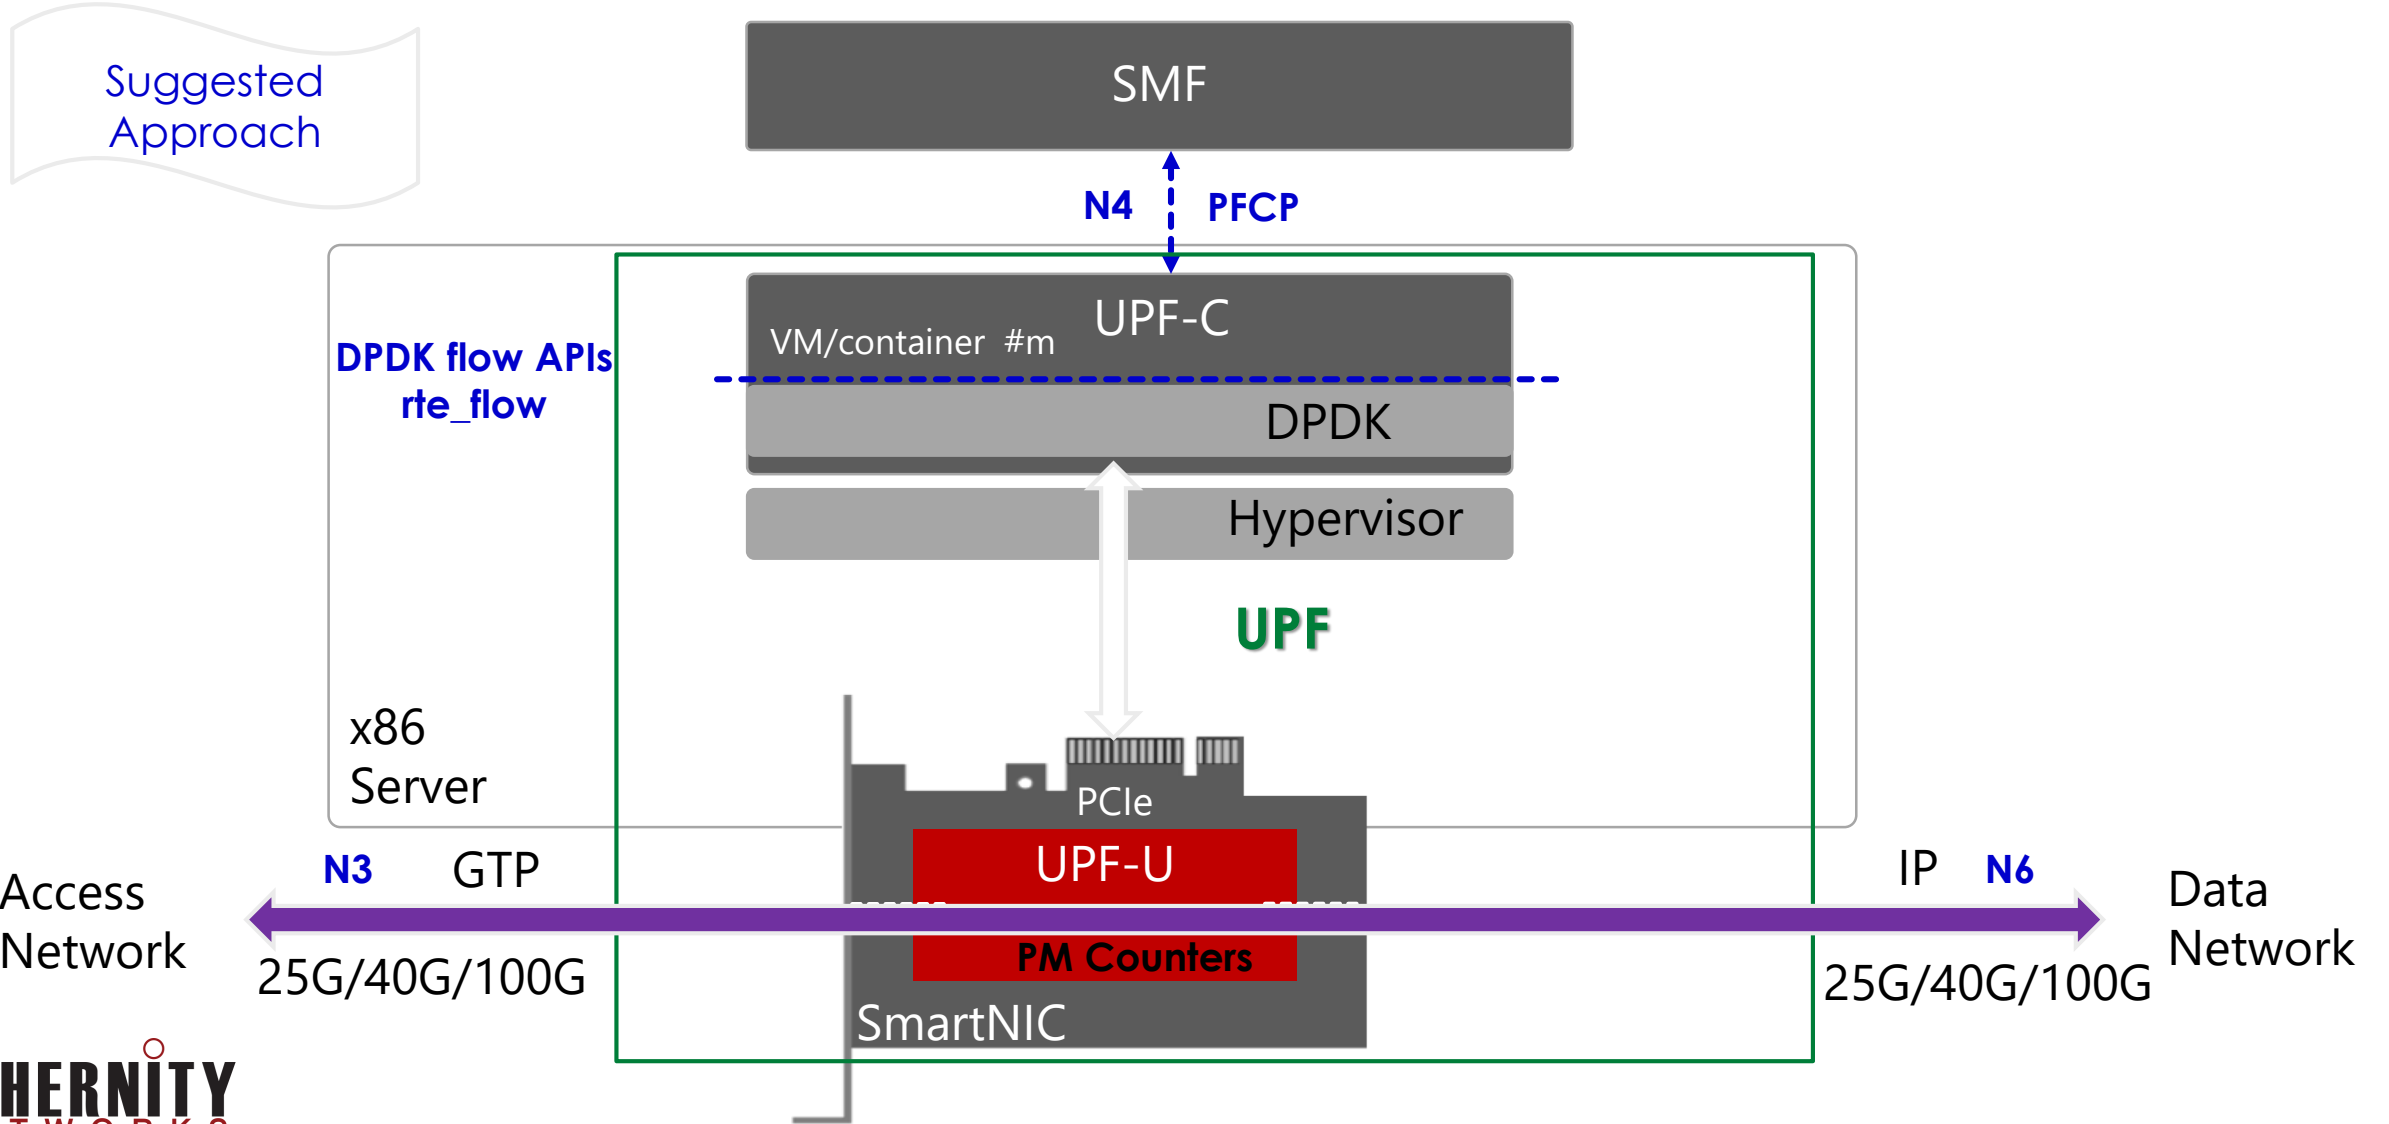 Suggested
Approach
SMF
N4
PFCP
UPF-C
VM/container #m
DPDK flow APIs
rte_flow
DPDK
Hypervisor
UPF
x86
Server
PCIe
UPF-U
N3
GTP
IP
N6
Access
Network
Data
Network
PM Counters
25G/40G/100G
25G/40G/100G
SmartNIC
HERNITY
TWORKS